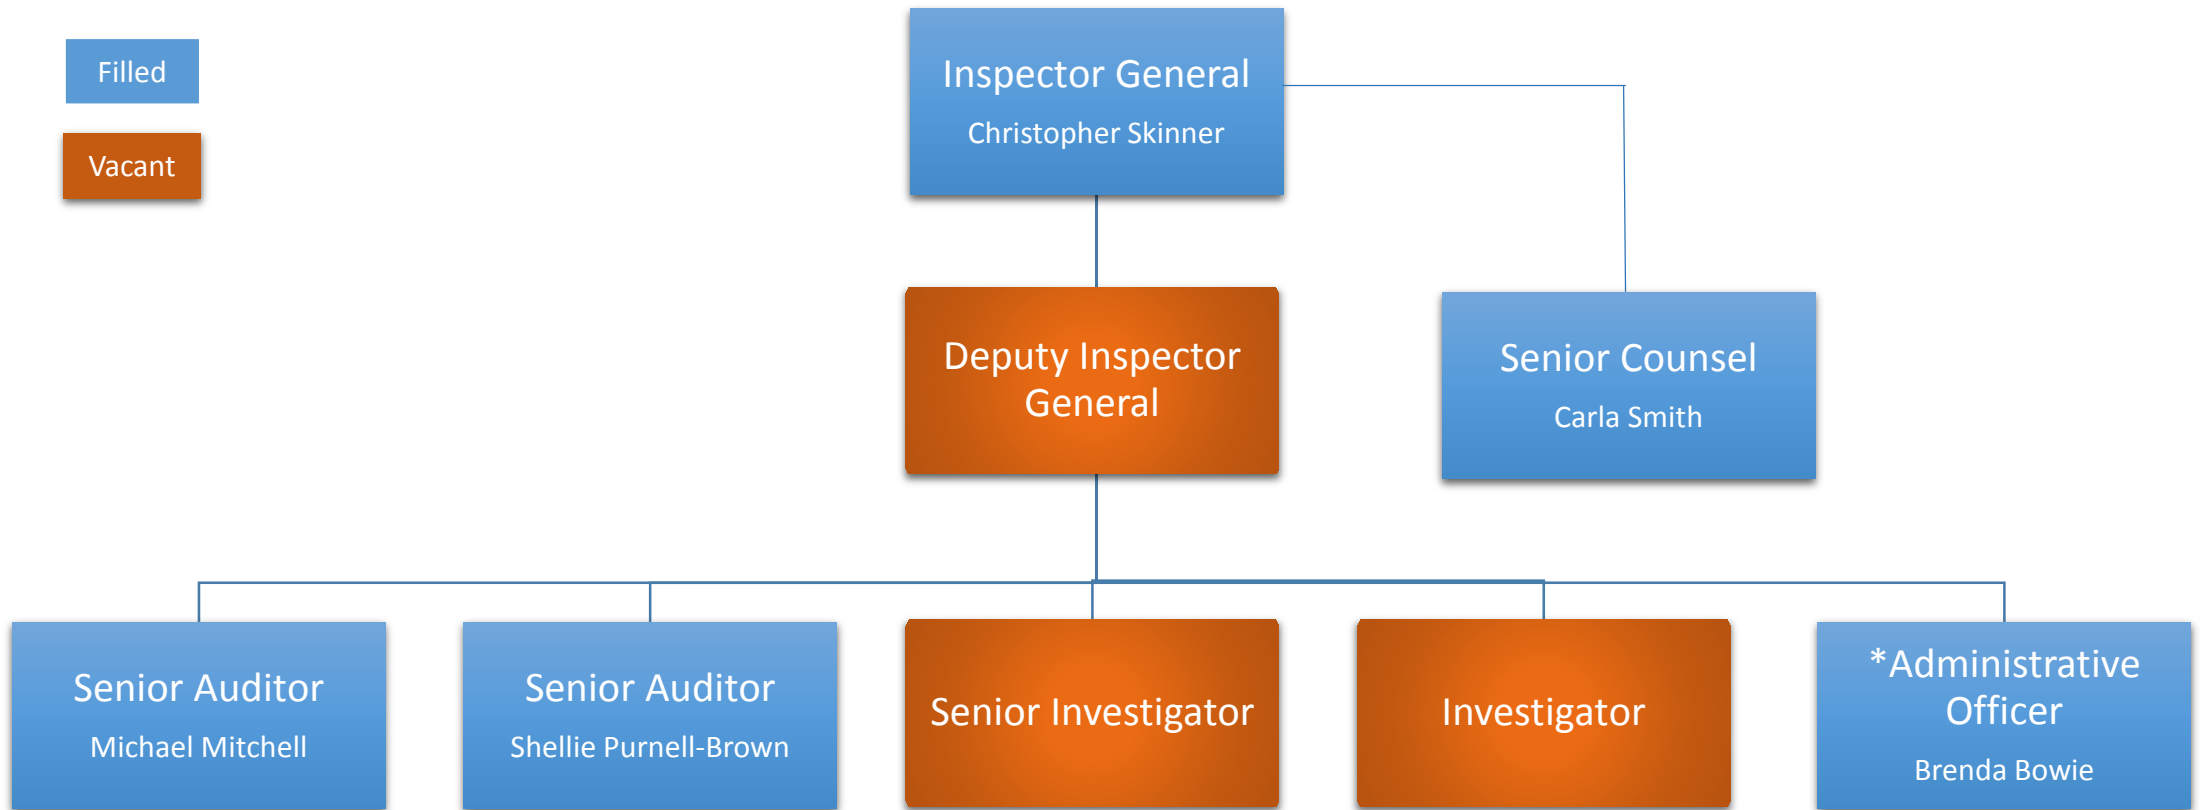 Filled
Vacant
Inspector General
Christopher Skinner
Deputy Inspector
General
Senior Counsel
Carla Smith
Senior Auditor
Michael Mitchell
Senior Auditor
Shellie Purnell-Brown
Senior Investigator
Investigator
*Administrative
Officer
Brenda Bowie